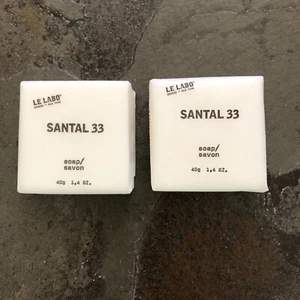 LE LABO
SANTAL 33
soap/
savon
40g 1.4 OZ.
LE LABO
SANTAL 33
soap/
savon
40g 1.4 OZ.